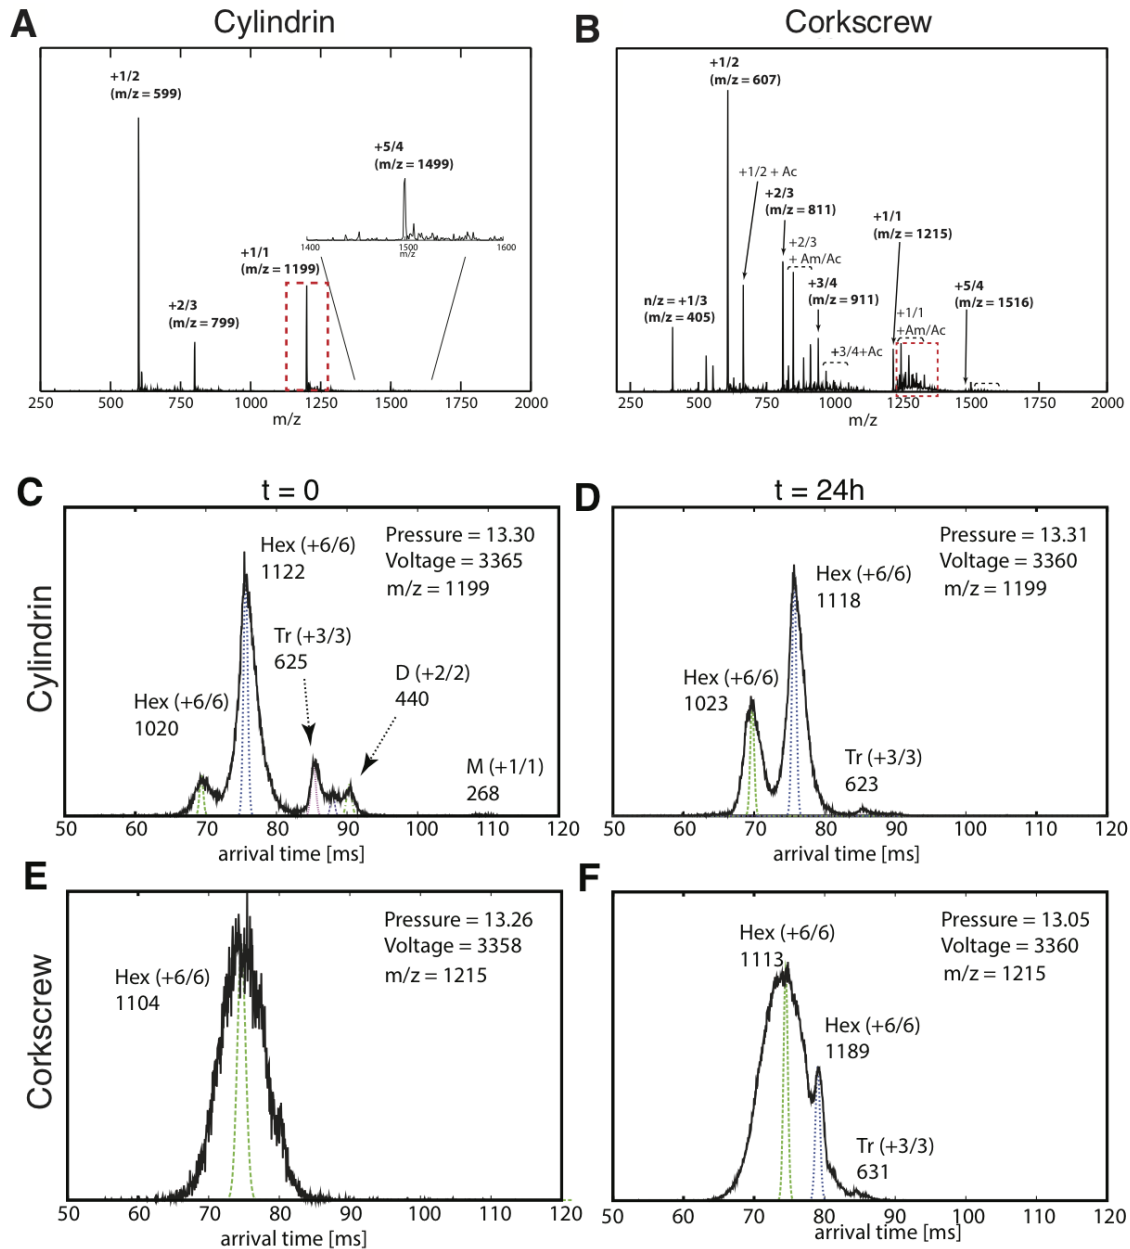 A
Cylindrin
+1/2
(m/z = 599)
+5/4
(m/z = 1499)
1400
1500
1600
m/z
+1/1
(m/z = 1199)
+2/3
(m/z = 799)
250
500
750
1000
1250
1500
1750
2000
m/z
B
Corkscrew
+1/2
(m/z = 607)
+1/2 + Ac
+2/3
(m/z = 811)
+2/3
+ Am/Ac
+1/1
(m/z = 1215)
+3/4
(m/z = 911)
n/z = +1/3
(m/z = 405)
+5/4
(m/z = 1516)
+1/1
+Am/Ac
+3/4+Ac
250
500
750
1000
1250
1500
1750
2000
m/z
C
t = 0
Cylindrin
Pressure = 13.30
Voltage = 3365
m/z = 1199
Hex (+6/6)
1122
Tr (+3/3)
625
D (+2/2)
440
Hex (+6/6)
1020
M (+1/1)
268
50
60
70
80
90
100
110
120
arrival time [ms]
D
t = 24h
Pressure = 13.31
Voltage = 3360
m/z = 1199
Hex (+6/6)
1118
Hex (+6/6)
1023
Tr (+3/3)
623
50
60
70
80
90
100
110
120
arrival time [ms]
E
Corkscrew
Pressure = 13.26
Voltage = 3358
m/z = 1215
Hex (+6/6)
1104
50
60
70
80
90
100
110
120
arrival time [ms]
F
Pressure = 13.05
Voltage = 3360
m/z = 1215
Hex (+6/6)
1113
Hex (+6/6)
1189
Tr (+3/3)
631
50
60
70
80
90
100
110
120
arrival time [ms]